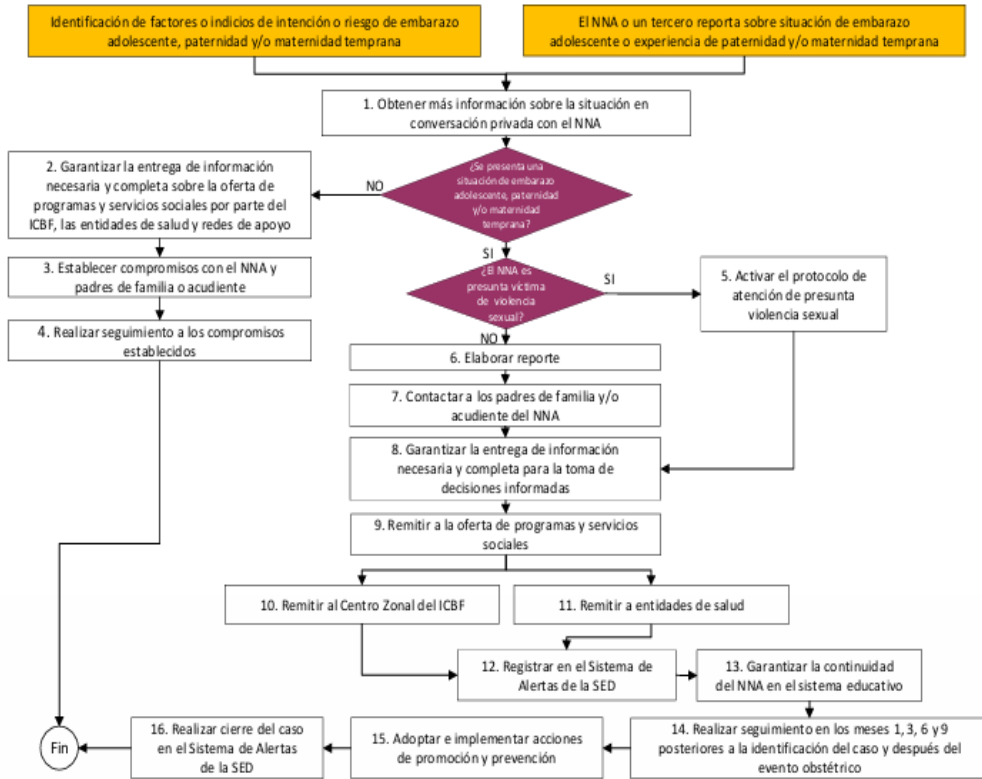 Identificación de factores o indicios de intención o riesgo de embarazo
adolescente, paternidad y/o maternidad temprana
El NNA o un tercero reporta sobre situación de embarazo
adolescente o experiencia de paternidad y/o maternidad temprana
1. Obtener más información sobre la situación en
conversación privada con el NNA
¿Se presenta una
situación de embarazo
adolescente, paternidad
y/o maternidad
temprana?
NO
2. Garantizar la entrega de información
necesaria y completa sobre la oferta de
programas y servicios sociales por parte del
ICBF, las entidades de salud y redes de apoyo
3. Establecer compromisos con el NNA y
padres de familia o acudiente
4. Realizar seguimiento a los compromisos
establecidos
SI
¿El NNA es
presunta víctima
de violencia
sexual?
SI
5. Activar el protocolo de
atención de presunta
violencia sexual
NO
6. Elaborar reporte
7. Contactar a los padres de familia y/o
acudiente del NNA
8. Garantizar la entrega de información
necesaria y completa para la toma de
decisiones informadas
9. Remitir a la oferta de programas y servicios
sociales
10. Remitir al Centro Zonal del ICBF
11. Remitir a entidades de salud
12. Registrar en el Sistema de
Alertas de la SED
13. Garantizar la continuidad
del NNA en el sistema educativo
14. Realizar seguimiento en los meses 1, 3, 6 y 9
posteriores a la identificación del caso y después del
evento obstétrico
15. Adoptar e implementar acciones
de promoción y prevención
16. Realizar cierre del caso
en el Sistema de Alertas
de la SED
Fin